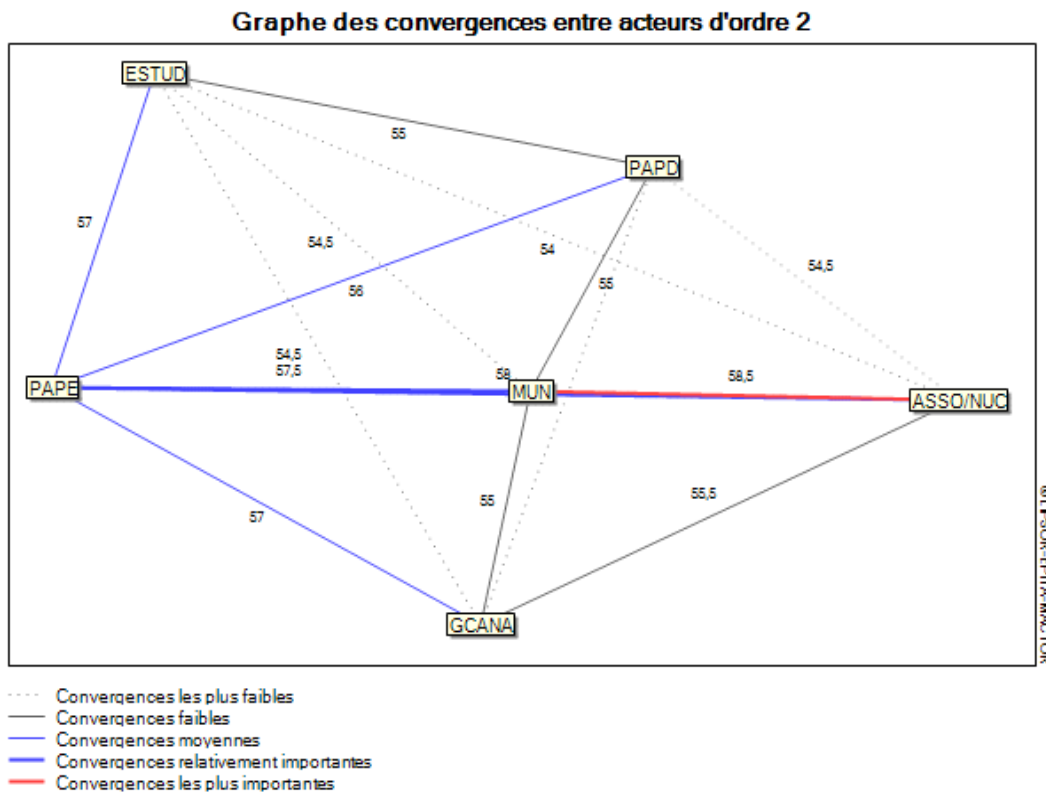 Graphe des convergences entre acteurs d'ordre 2
ESTUD
55
PAPD
57
54,5
54
54,5
56
55
54,5
57,5
58
58,5
PAPE
MUN
ASSO/NUC
57
55
55,5
GCANA
Convergences les plus faibles
Convergences faibles
Convergences moyennes
Convergences relativement importantes
Convergences les plus importantes